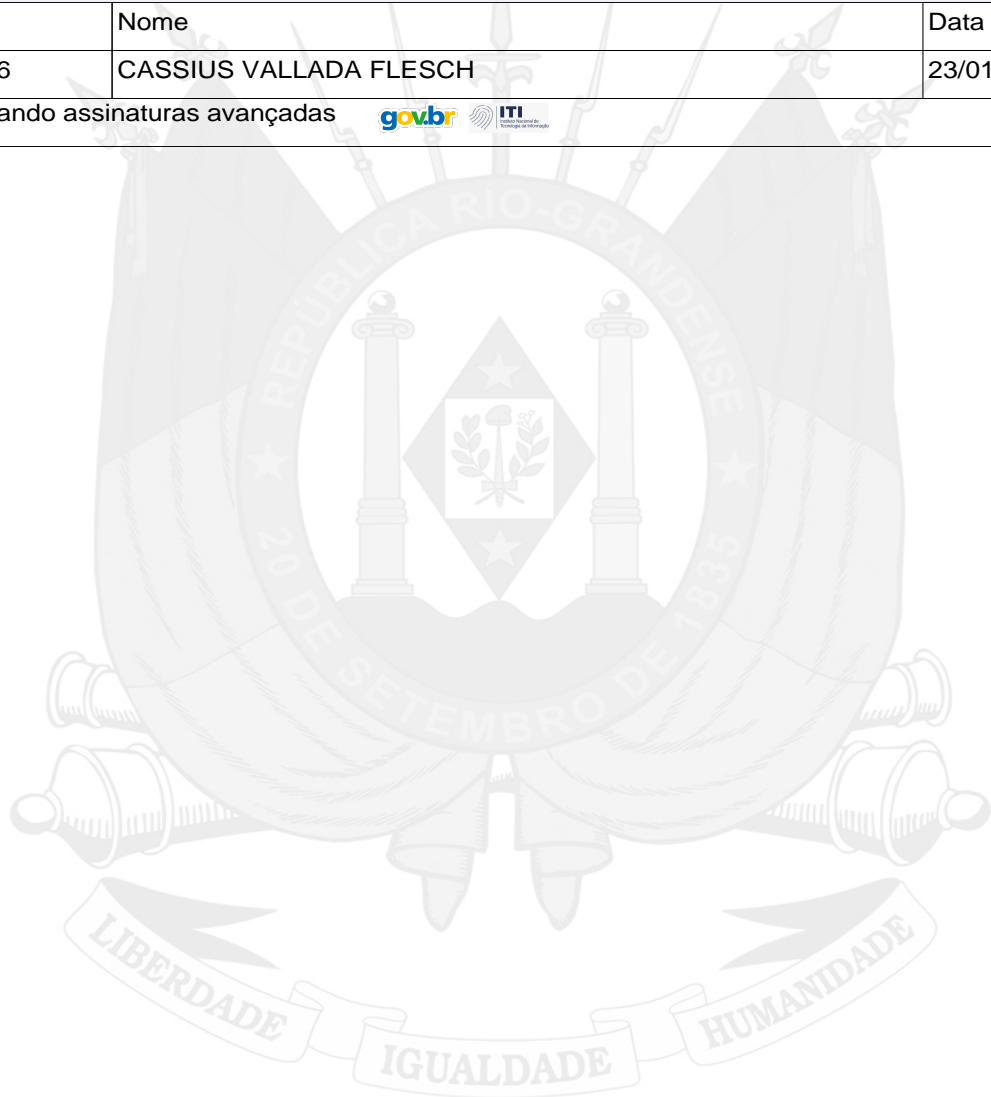 Nome Data
6 CASSIUS VALLADA FLESCH 23/01
ando assinaturas avançadas gov.br ITI
REPÚBLICA RIO-GRANDENSE
20 DE SETEMBRO DE 1835
LIBERDADE IGUALDADE HUMANIDADE